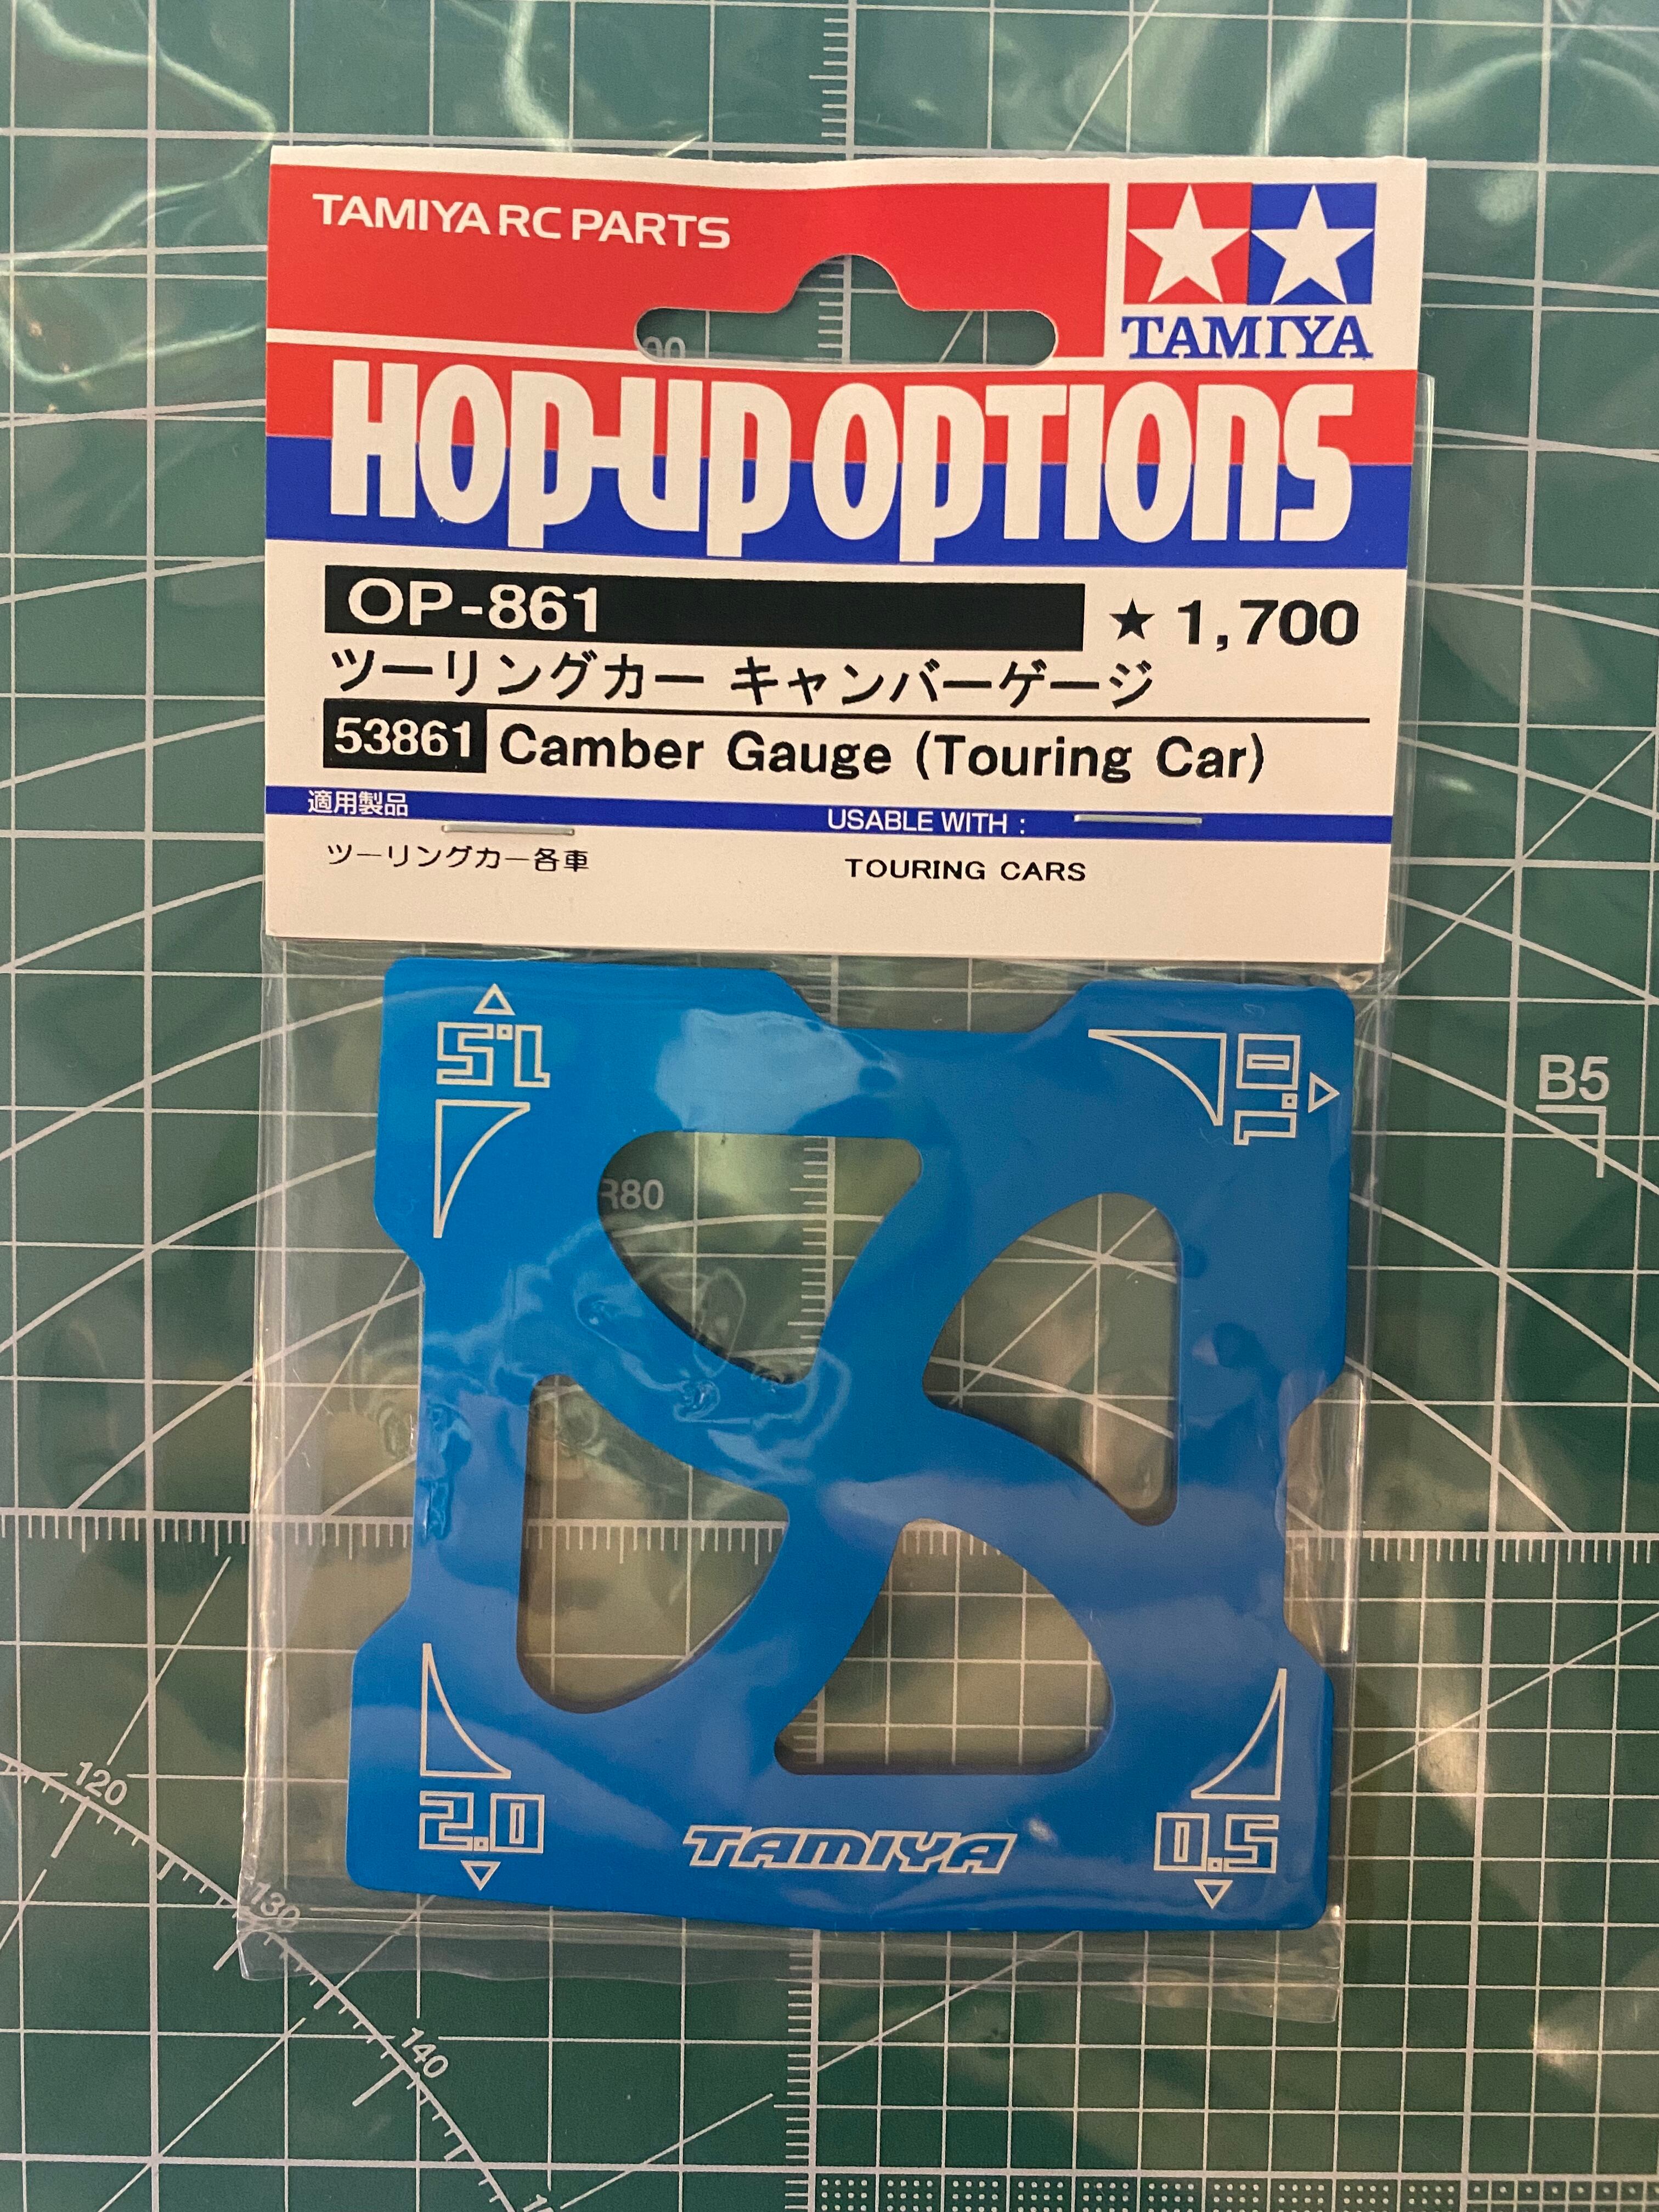 TAMIYA RC PARTS
TAMIYA
HOP-UP OPTIONS
OP-861 ★ 1,700
ツーリングカー キャンバーゲージ
53861 Camber Gauge (Touring Car)
適用製品 USABLE WITH :
ツーリングカー各車 TOURING CARS
1.5
1.0
B5
R80
2.0
0.5
TAMIYA
120
130
140